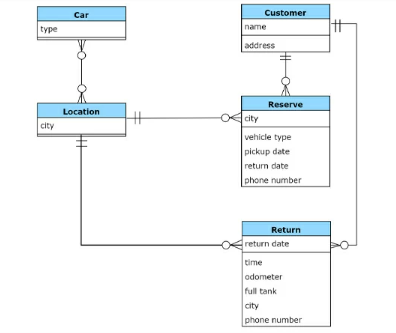 Car
type
Customer
name
address
Location
city
Reserve
city
vehicle type
pickup date
return date
phone number
Return
return date
time
odometer
full tank
city
phone number